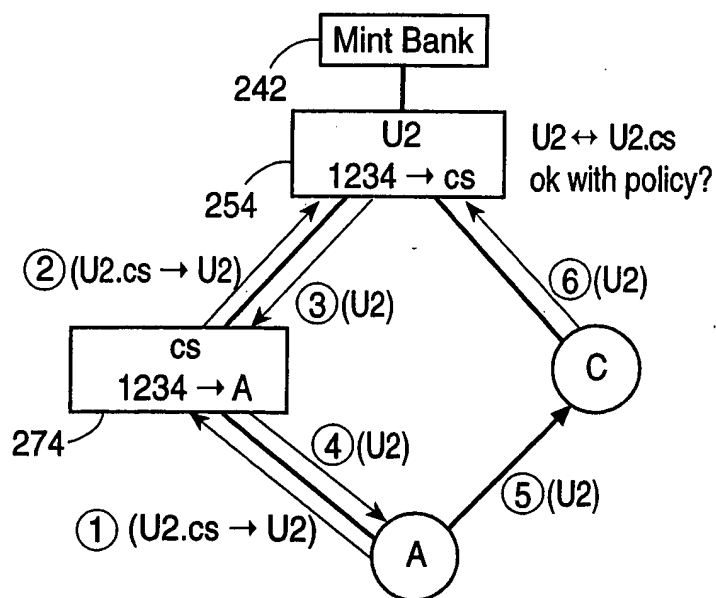 Mint Bank
242
U2
1234 → cs
254
U2 ↔ U2.cs
ok with policy?
② (U2.cs → U2)
③ (U2)
⑥ (U2)
cs
1234 → A
274
C
④ (U2)
⑤ (U2)
① (U2.cs → U2)
A